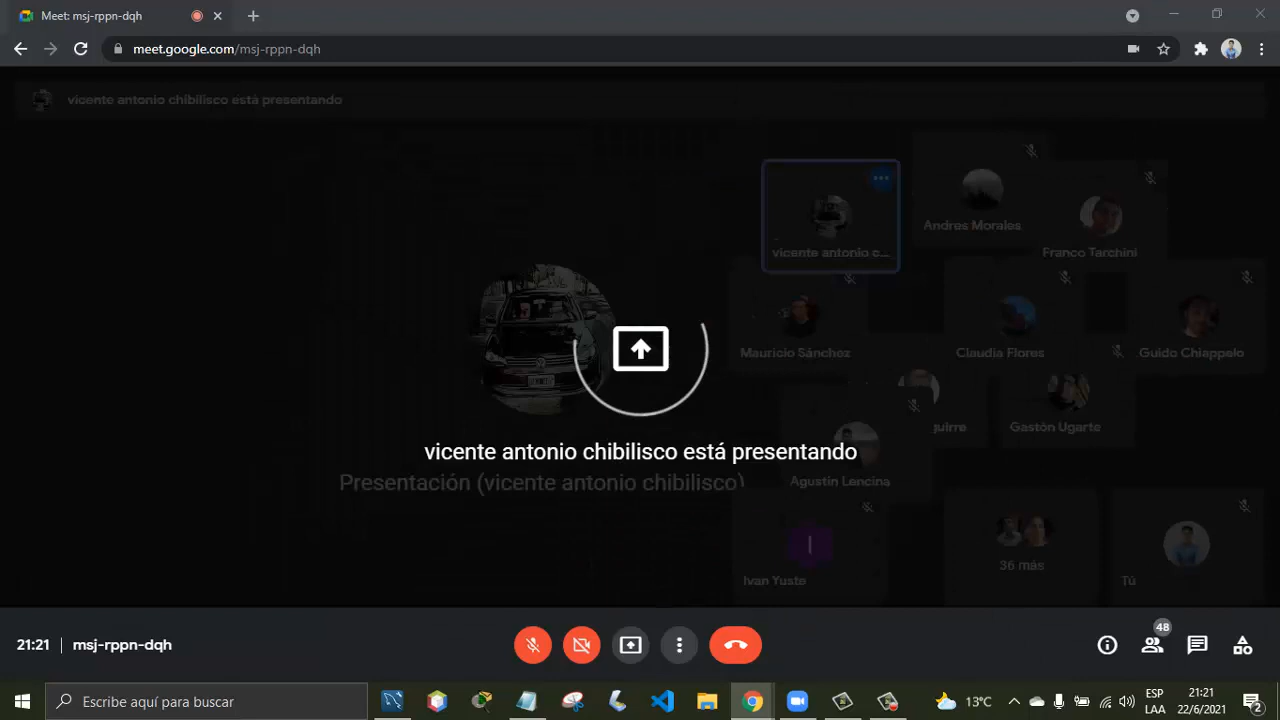 Meet: msj-rppn-dqh
meet.google.com/msj-rppn-dqh
vicente antonio chibilisco está presentando
vicente antonio c...
Andres Morales
Franco Tarchini
Mauricio Sánchez
Claudia Flores
Guido Chiappelo
guirre
Gastón Ugarte
vicente antonio chibilisco está presentando
Presentación (vicente antonio chibilisco)
Agustín Lencina
I
Ivan Yuste
36 más
Tú
21:21 | msj-rppn-dqh
48
Escribe aquí para buscar
13°C
ESP
LAA
21:21
22/6/2021
2